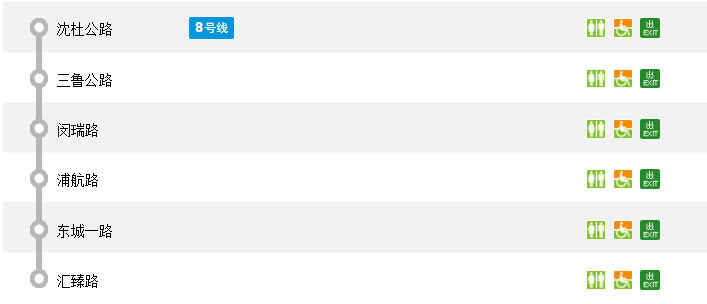 沈杜公路 8号线 出 EXIT
三鲁公路 出 EXIT
闵瑞路 出 EXIT
浦航路 出 EXIT
东城一路 出 EXIT
汇臻路 出 EXIT